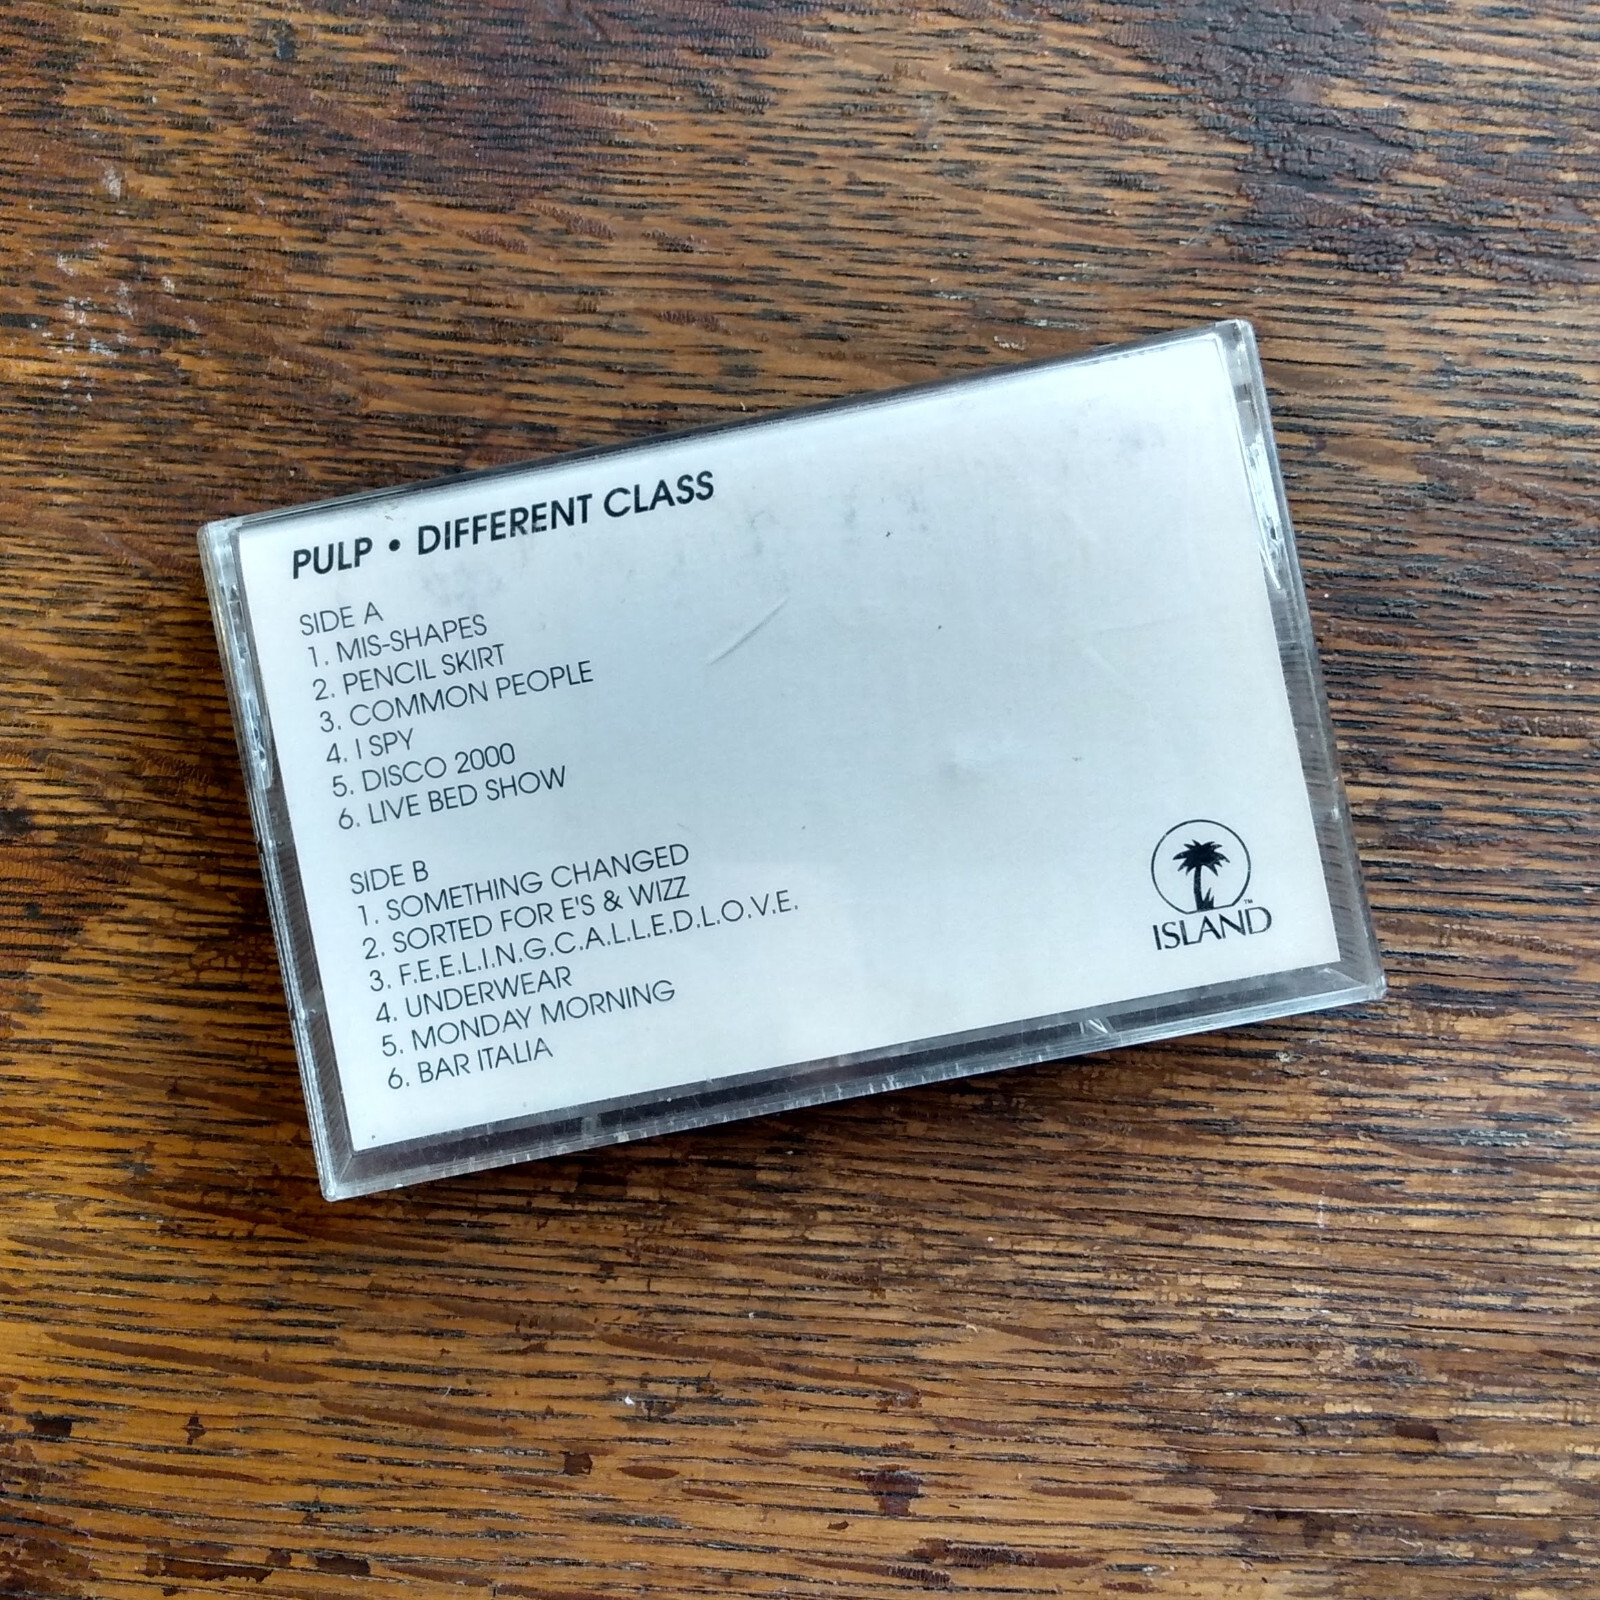 PULP • DIFFERENT CLASS
SIDE A
1. MIS-SHAPES
2. PENCIL SKIRT
3. COMMON PEOPLE
4. I SPY
5. DISCO 2000
6. LIVE BED SHOW
SIDE B
1. SOMETHING CHANGED
2. SORTED FOR E'S & WIZZ
3. F.E.E.L.I.N.G.C.A.L.L.E.D.L.O.V.E.
4. UNDERWEAR
5. MONDAY MORNING
6. BAR ITALIA
ISLAND™